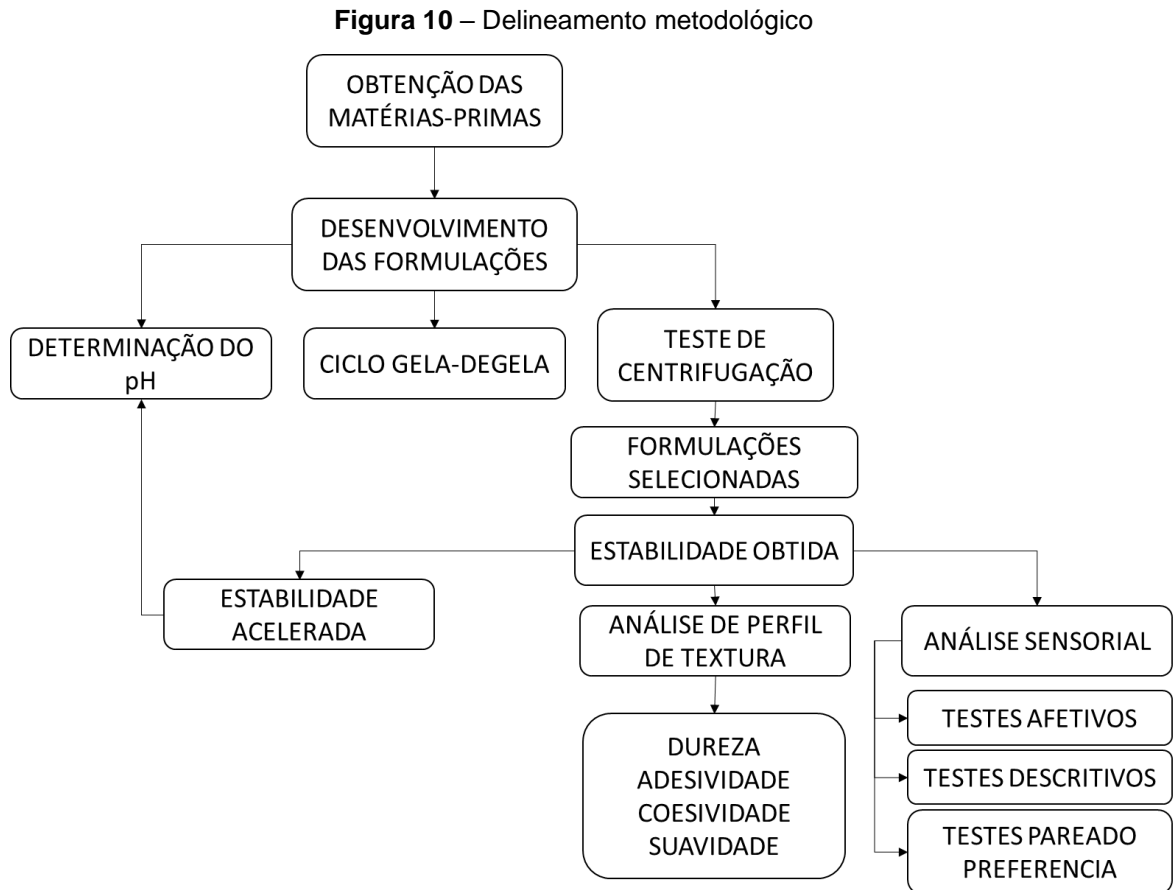 Figura 10 – Delineamento metodológico
OBTENÇÃO DAS
MATÉRIAS-PRIMAS
DESENVOLVIMENTO
DAS FORMULAÇÕES
DETERMINAÇÃO DO
pH
CICLO GELA-DEGELA
TESTE DE
CENTRIFUGAÇÃO
FORMULAÇÕES
SELECIONADAS
ESTABILIDADE OBTIDA
ESTABILIDADE
ACELERADA
ANÁLISE DE PERFIL
DE TEXTURA
ANÁLISE SENSORIAL
DUREZA
ADESIVIDADE
COESIVIDADE
SUAVIDADE
TESTES AFETIVOS
TESTES DESCRITIVOS
TESTES PAREADO
PREFERENCIA